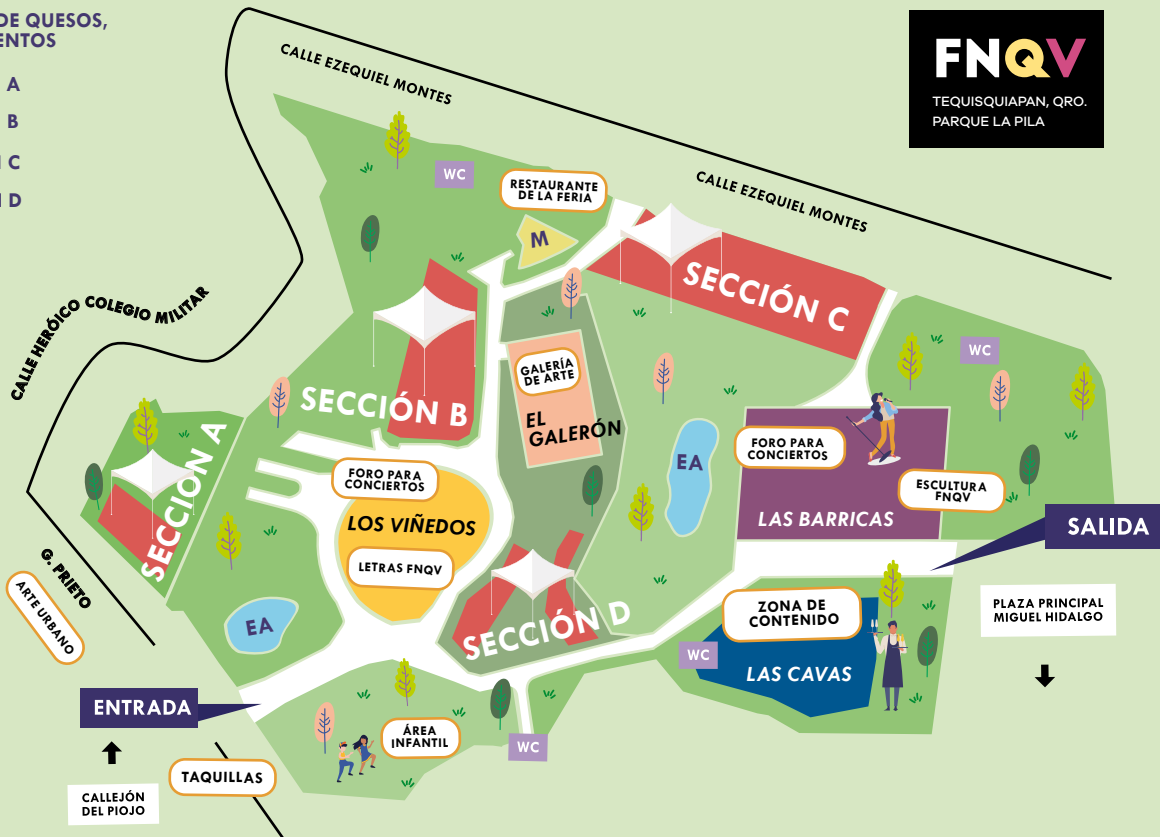 DE QUESOS,
ENTOS
A
B
C
D
FNQV
TEQUISQUIAPAN, QRO.
PARQUE LA PILA
CALLE EZEQUIEL MONTES
CALLE EZEQUIEL MONTES
WC
RESTAURANTE
DE LA FERIA
M
SECCIÓN C
CALLE HERÓICO COLEGIO MILITAR
WC
GALERÍA
DE ARTE
SECCIÓN B
EL
GALERÓN
SECCIÓN A
FORO PARA
CONCIERTOS
EA
FORO PARA
CONCIERTOS
ESCULTURA
FNQV
LOS VIÑEDOS
LAS BARRICAS
SALIDA
LETRAS FNQV
G. PRIETO
ARTE URBANO
EA
SECCIÓN D
ZONA DE
CONTENIDO
PLAZA PRINCIPAL
MIGUEL HIDALGO
WC
LAS CAVAS
ENTRADA
ÁREA
INFANTIL
WC
TAQUILLAS
CALLEJÓN
DEL PIOJO